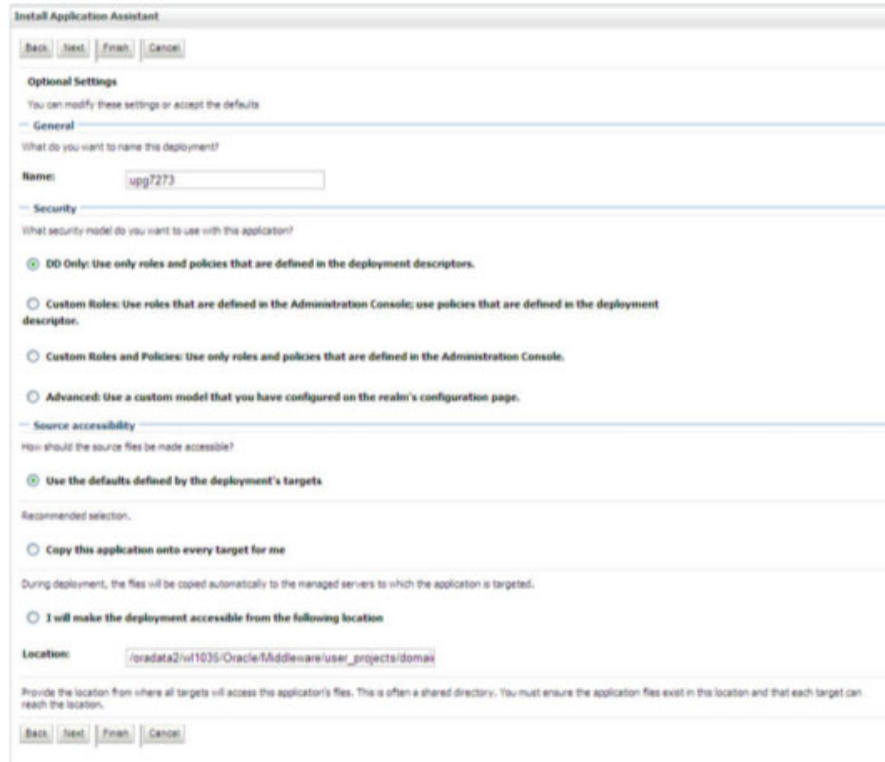 Install Application Assistant
Back Next Finish Cancel
Optional Settings
You can modify these settings or accept the defaults
General
What do you want to name this deployment?
Name: upg7273
Security
What security model do you want to use with this application?
DD Only: Use only roles and policies that are defined in the deployment descriptors.
Custom Roles: Use roles that are defined in the Administration Console; use policies that are defined in the deployment
descriptor.
Custom Roles and Policies: Use only roles and policies that are defined in the Administration Console.
Advanced: Use a custom model that you have configured on the realm's configuration page.
Source accessibility
How should the source files be made accessible?
Use the defaults defined by the deployment's targets
Recommended selection.
Copy this application onto every target for me
During deployment, the files will be copied automatically to the managed servers to which the application is targeted.
I will make the deployment accessible from the following location
Location: /oradata2/wl1035/Oracle/Middleware/user_projects/domai
Provide the location from where all targets will access this application's files. This is often a shared directory. You must ensure the application files exist in this location and that each target can
reach the location.
Back Next Finish Cancel